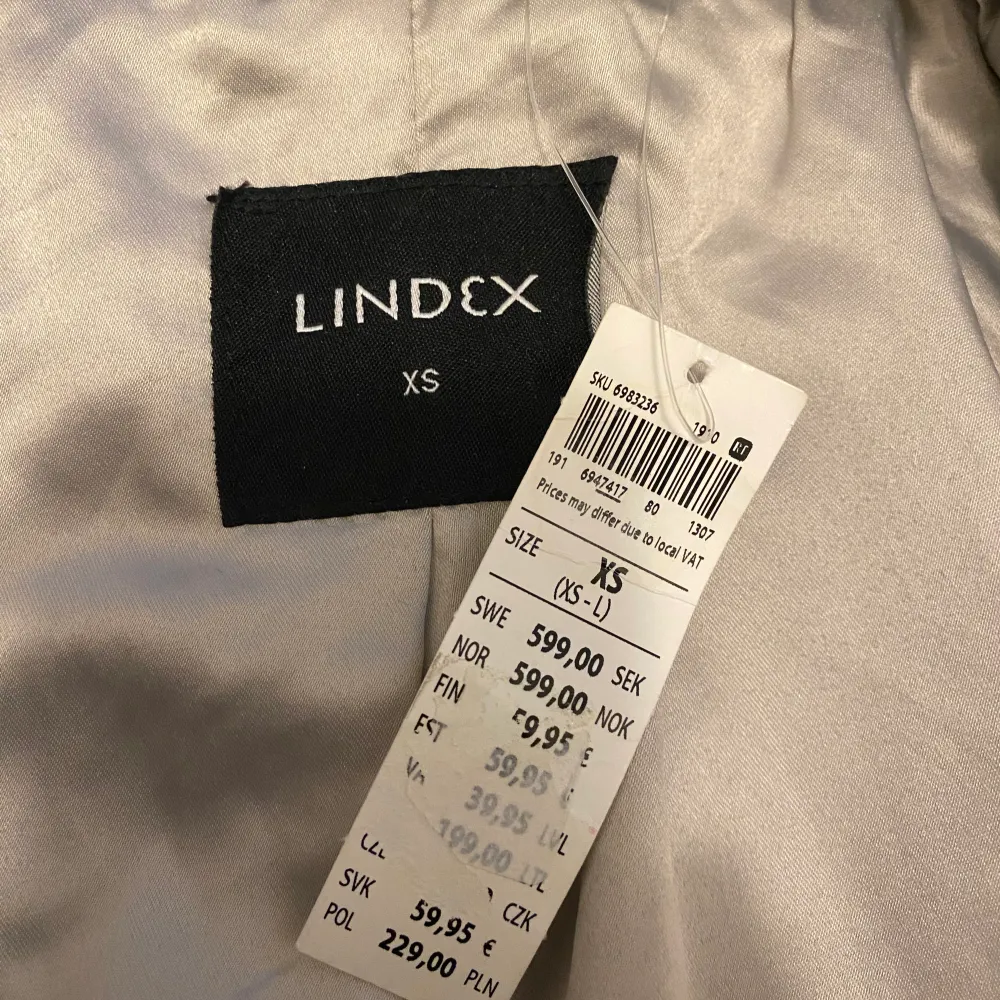 LINDEX
XS
SKU 6983236
1910
191 6947417 80 1307
Prices may differ due to local VAT
SIZE XS
(XS - L)
SWE 599,00 SEK
NOR 599,00 NOK
FIN 59,95 €
EST 59,95
39,95 LVL
199,00 LTL
CZK
SVK 59,95 €
POL 229,00 PLN